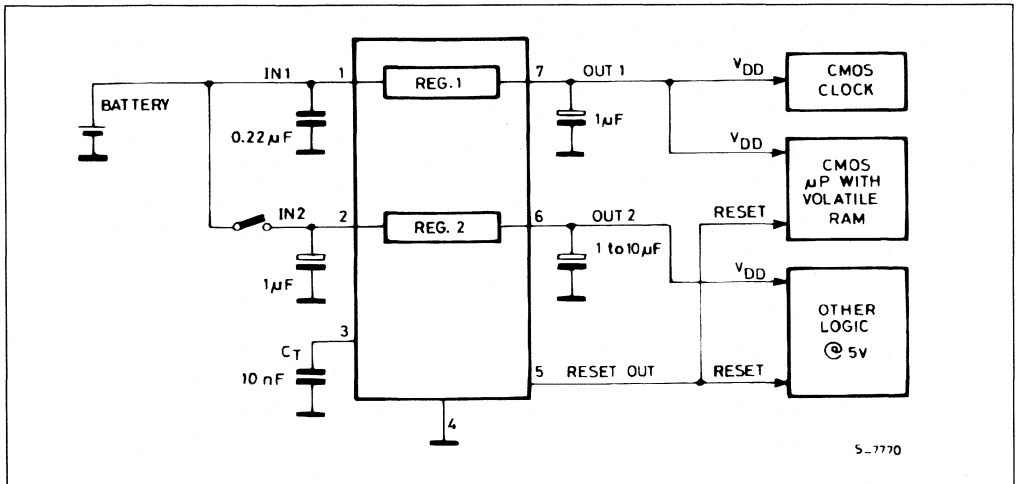 BATTERY
IN1
1
0.22µF
REG. 1
7
OUT 1
1µF
VDD
CMOS
CLOCK
VDD
CMOS
µP WITH
VOLATILE
RAM
RESET
IN2
2
1µF
REG. 2
6
OUT 2
1 to 10µF
VDD
OTHER
LOGIC
@ 5V
3
CT
10 nF
5
RESET OUT
RESET
4
S_7770